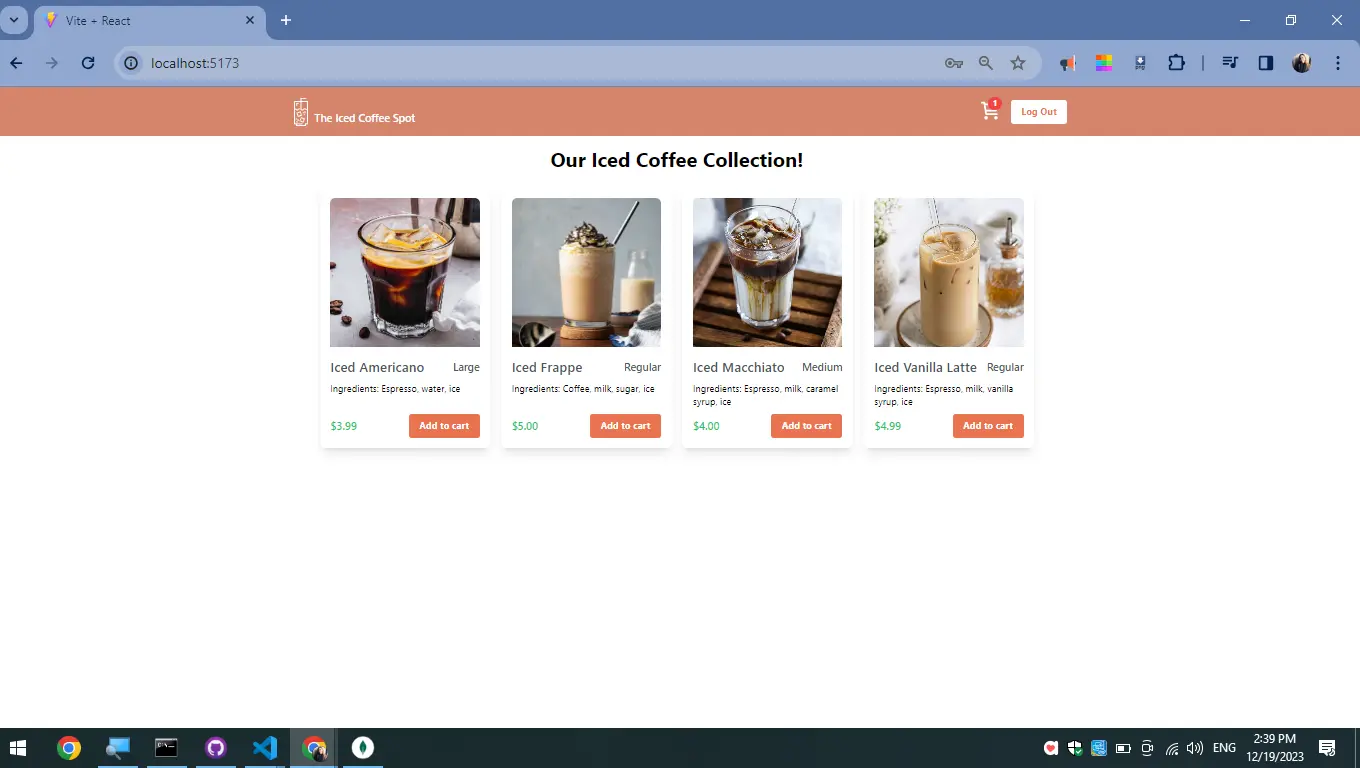 Vite + React
localhost:5173
The Iced Coffee Spot
1
Log Out
Our Iced Coffee Collection!
Iced Americano Large
Ingredients: Espresso, water, ice
$3.99 Add to cart
Iced Frappe Regular
Ingredients: Coffee, milk, sugar, ice
$5.00 Add to cart
Iced Macchiato Medium
Ingredients: Espresso, milk, caramel
syrup, ice
$4.00 Add to cart
Iced Vanilla Latte Regular
Ingredients: Espresso, milk, vanilla
syrup, ice
$4.99 Add to cart
ENG
2:39 PM
12/19/2023